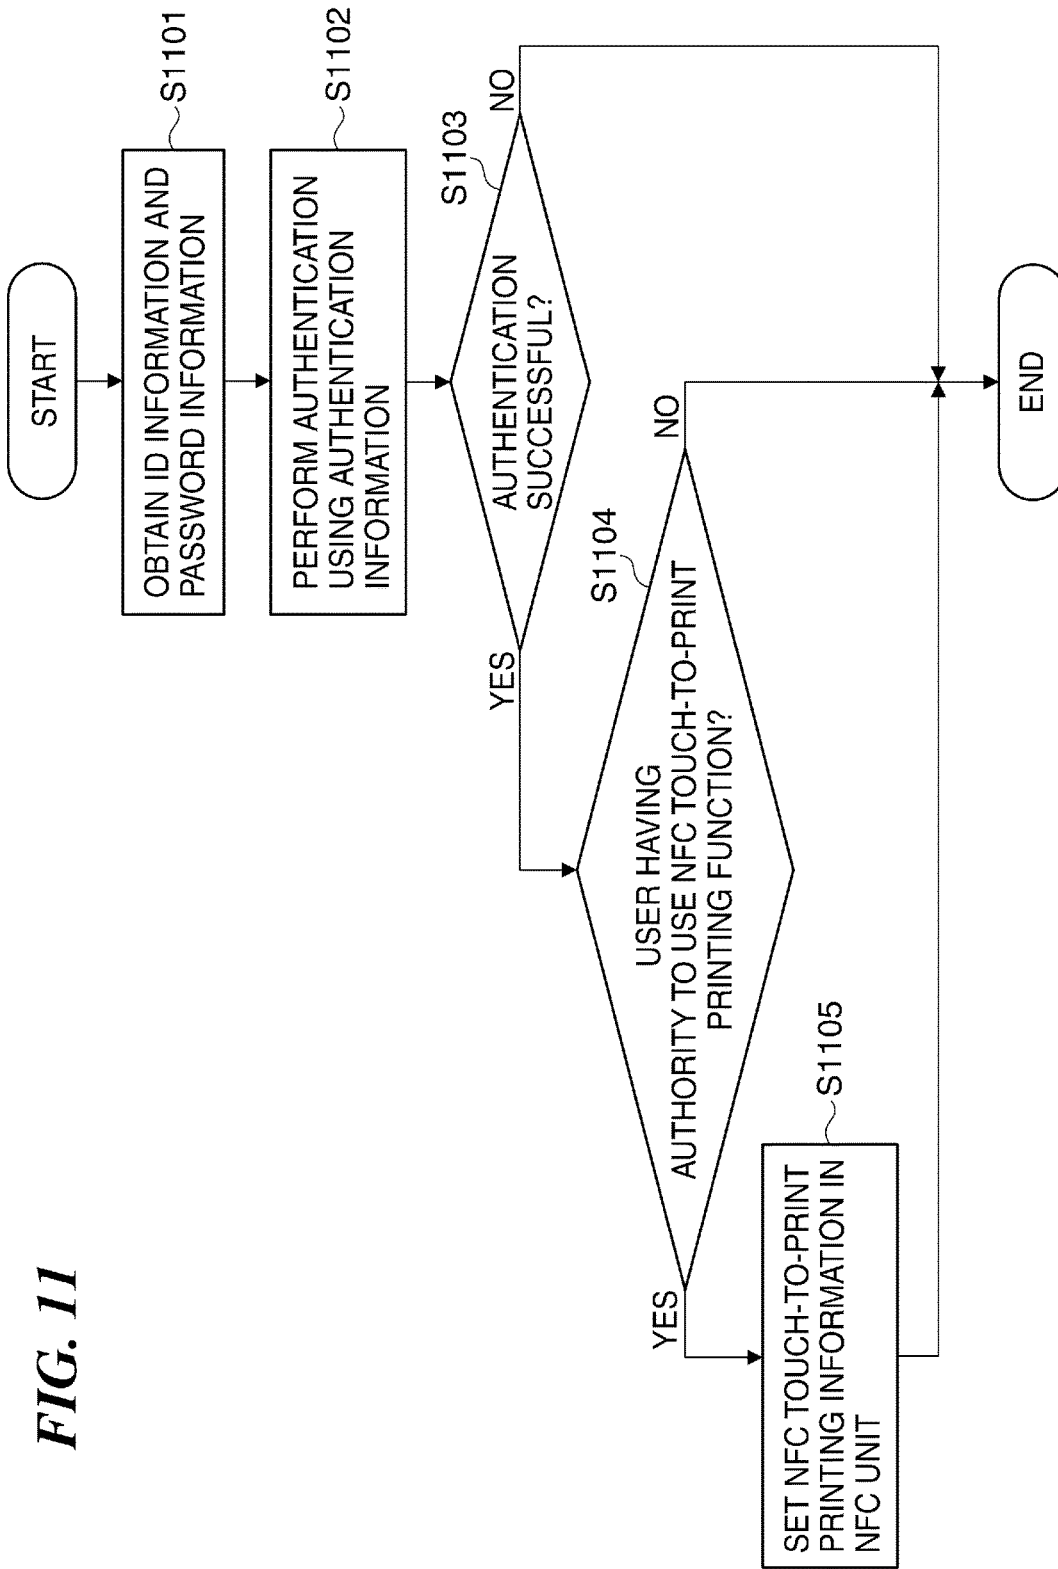 FIG. 11
START
OBTAIN ID INFORMATION AND
PASSWORD INFORMATION
S1101
PERFORM AUTHENTICATION
USING AUTHENTICATION
INFORMATION
S1102
S1103
AUTHENTICATION
SUCCESSFUL?
YES
NO
S1104
USER HAVING
AUTHORITY TO USE NFC TOUCH-TO-PRINT
PRINTING FUNCTION?
YES
NO
SET NFC TOUCH-TO-PRINT
PRINTING INFORMATION IN
NFC UNIT
S1105
END